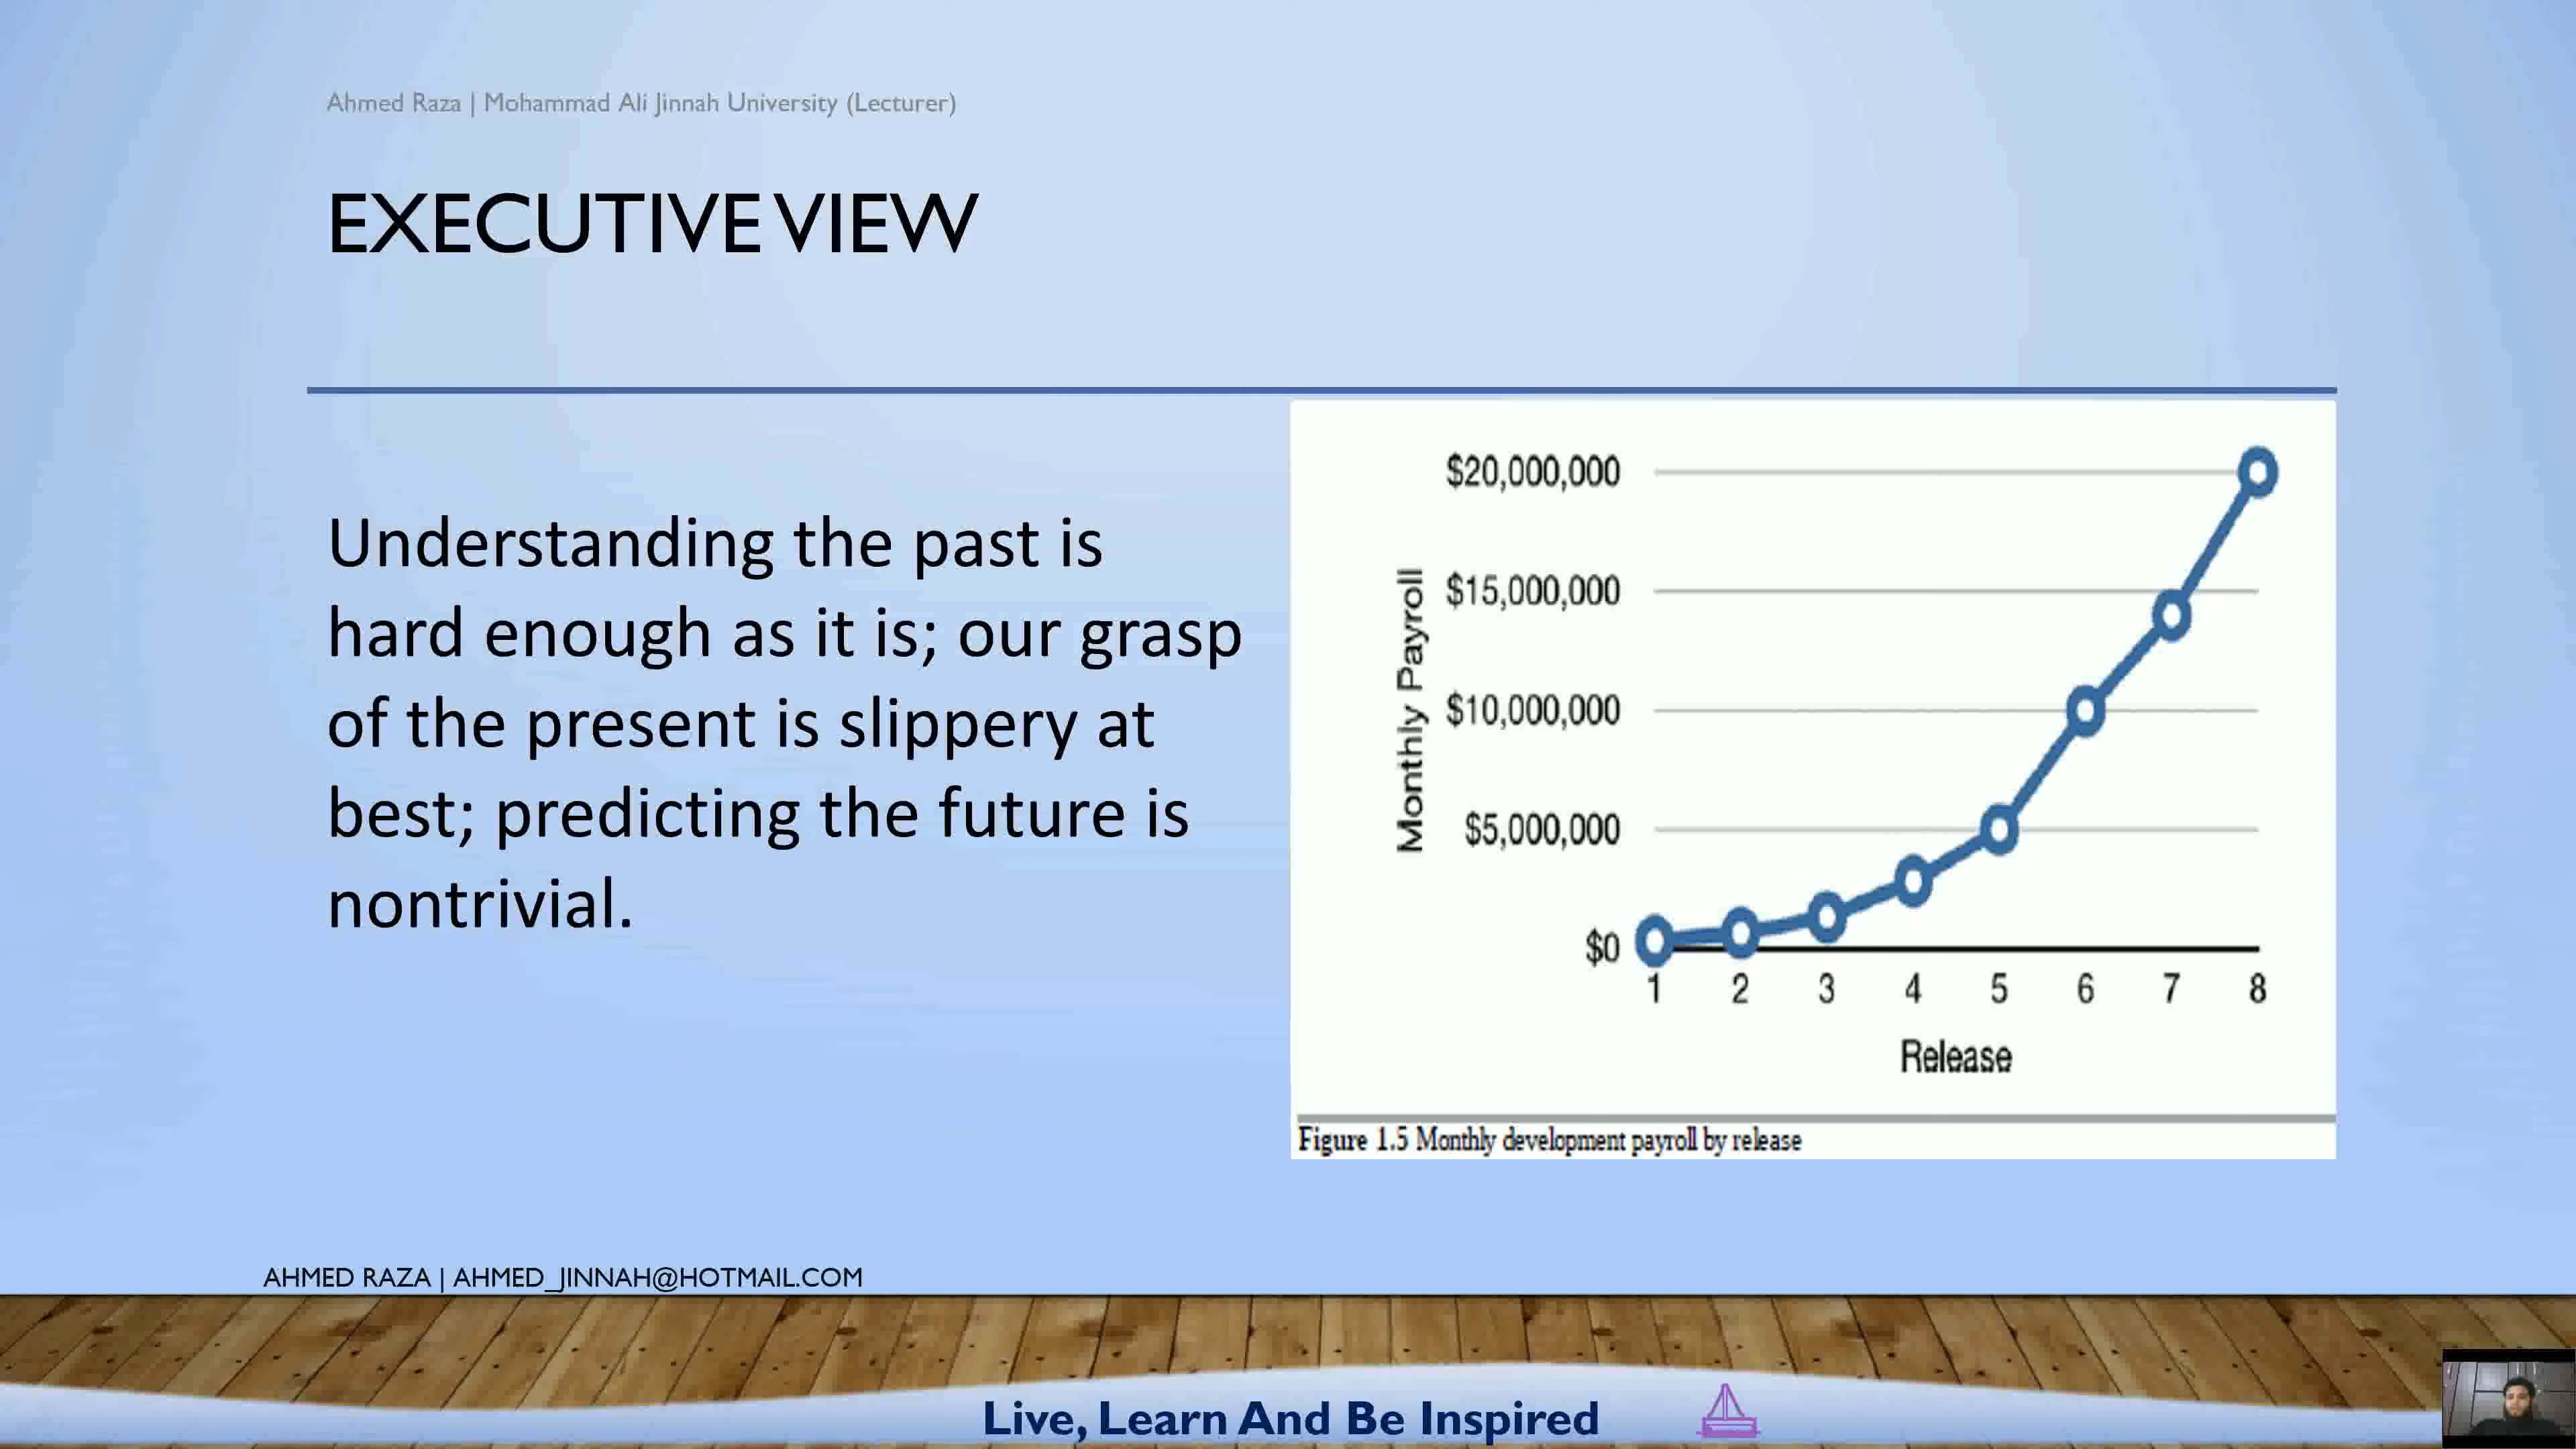 Ahmed Raza | Mohammad Ali Jinnah University (Lecturer)
EXECUTIVE VIEW
Understanding the past is
hard enough as it is; our grasp
of the present is slippery at
best; predicting the future is
nontrivial.
Monthly Payroll
$20,000,000
$15,000,000
$10,000,000
$5,000,000
$0
1 2 3 4 5 6 7 8
Release
Figure 1.5 Monthly development payroll by release
AHMED RAZA | AHMED_JINNAH@HOTMAIL.COM
Live, Learn And Be Inspired